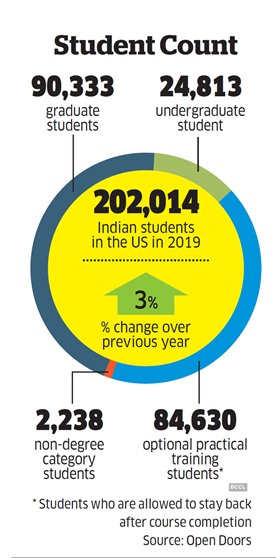 Student Count
90,333
graduate
students
24,813
undergraduate
student
202,014
Indian students
in the US in 2019
3%
% change over
previous year
2,238
non-degree
category
students
84,630
optional practical
training
students*
BCCL
* Students who are allowed to stay back
after course completion
Source: Open Doors